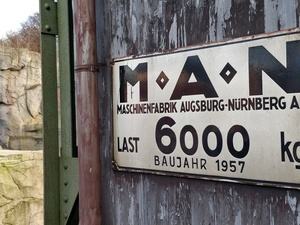 M·A·N
MASCHINENFABRIK AUGSBURG-NÜRNBERG A
LAST 6000 kg
BAUJAHR 1957